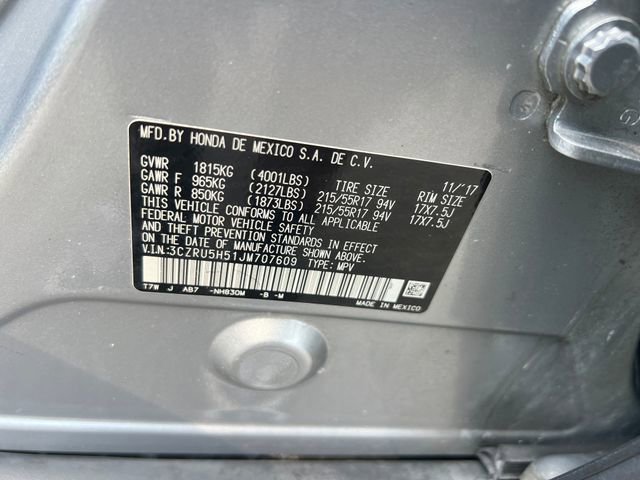 MFD.BY HONDA DE MEXICO S.A. DE C.V.
11/'17
GVWR 1815KG (4001LBS) TIRE SIZE RIM SIZE
GAWR F 965KG (2127LBS) 215/55R17 94V 17X7.5J
GAWR R 850KG (1873LBS) 215/55R17 94V 17X7.5J
THIS VEHICLE CONFORMS TO ALL APPLICABLE
FEDERAL MOTOR VEHICLE SAFETY
AND THEFT PREVENTION STANDARDS IN EFFECT
ON THE DATE OF MANUFACTURE SHOWN ABOVE.
V.I.N:3CZRU5H51JM707609 TYPE: MPV
T7W J AB7 -NH830M -B -M
MADE IN MEXICO